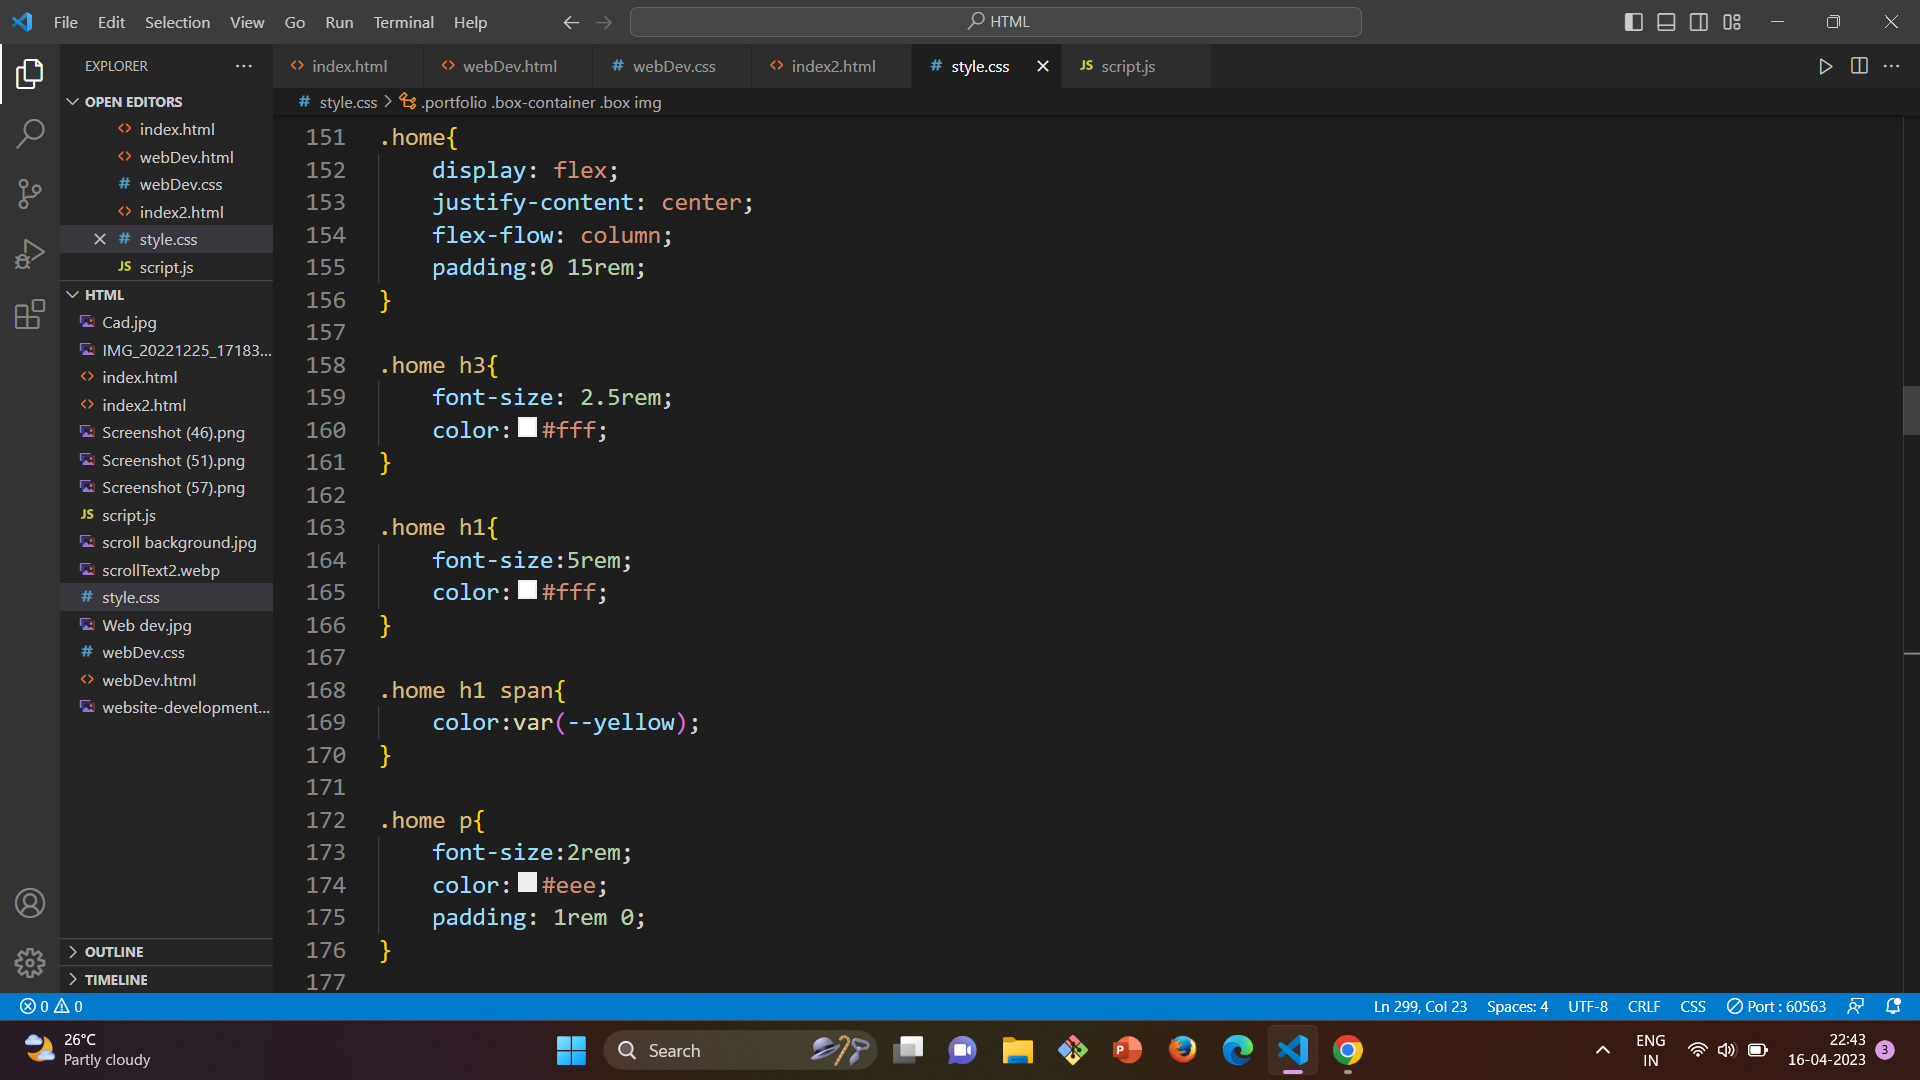 File Edit Selection View Go Run Terminal Help
HTML
EXPLORER
index.html webDev.html webDev.css index2.html style.css script.js
style.css > .portfolio .box-container .box img
OPEN EDITORS
index.html
webDev.html
webDev.css
index2.html
style.css
script.js
HTML
Cad.jpg
IMG_20221225_17183...
index.html
index2.html
Screenshot (46).png
Screenshot (51).png
Screenshot (57).png
script.js
scroll background.jpg
scrollText2.webp
style.css
Web dev.jpg
webDev.css
webDev.html
website-development...
OUTLINE
TIMELINE
151 .home{
152     display: flex;
153     justify-content: center;
154     flex-flow: column;
155     padding:0 15rem;
156 }
157
158 .home h3{
159     font-size: 2.5rem;
160     color: #fff;
161 }
162
163 .home h1{
164     font-size:5rem;
165     color: #fff;
166 }
167
168 .home h1 span{
169     color:var(--yellow);
170 }
171
172 .home p{
173     font-size:2rem;
174     color: #eee;
175     padding: 1rem 0;
176 }
177
0 0
Ln 299, Col 23 Spaces: 4 UTF-8 CRLF CSS Port : 60563
26°C
Partly cloudy
Search
ENG
IN
22:43
16-04-2023
3